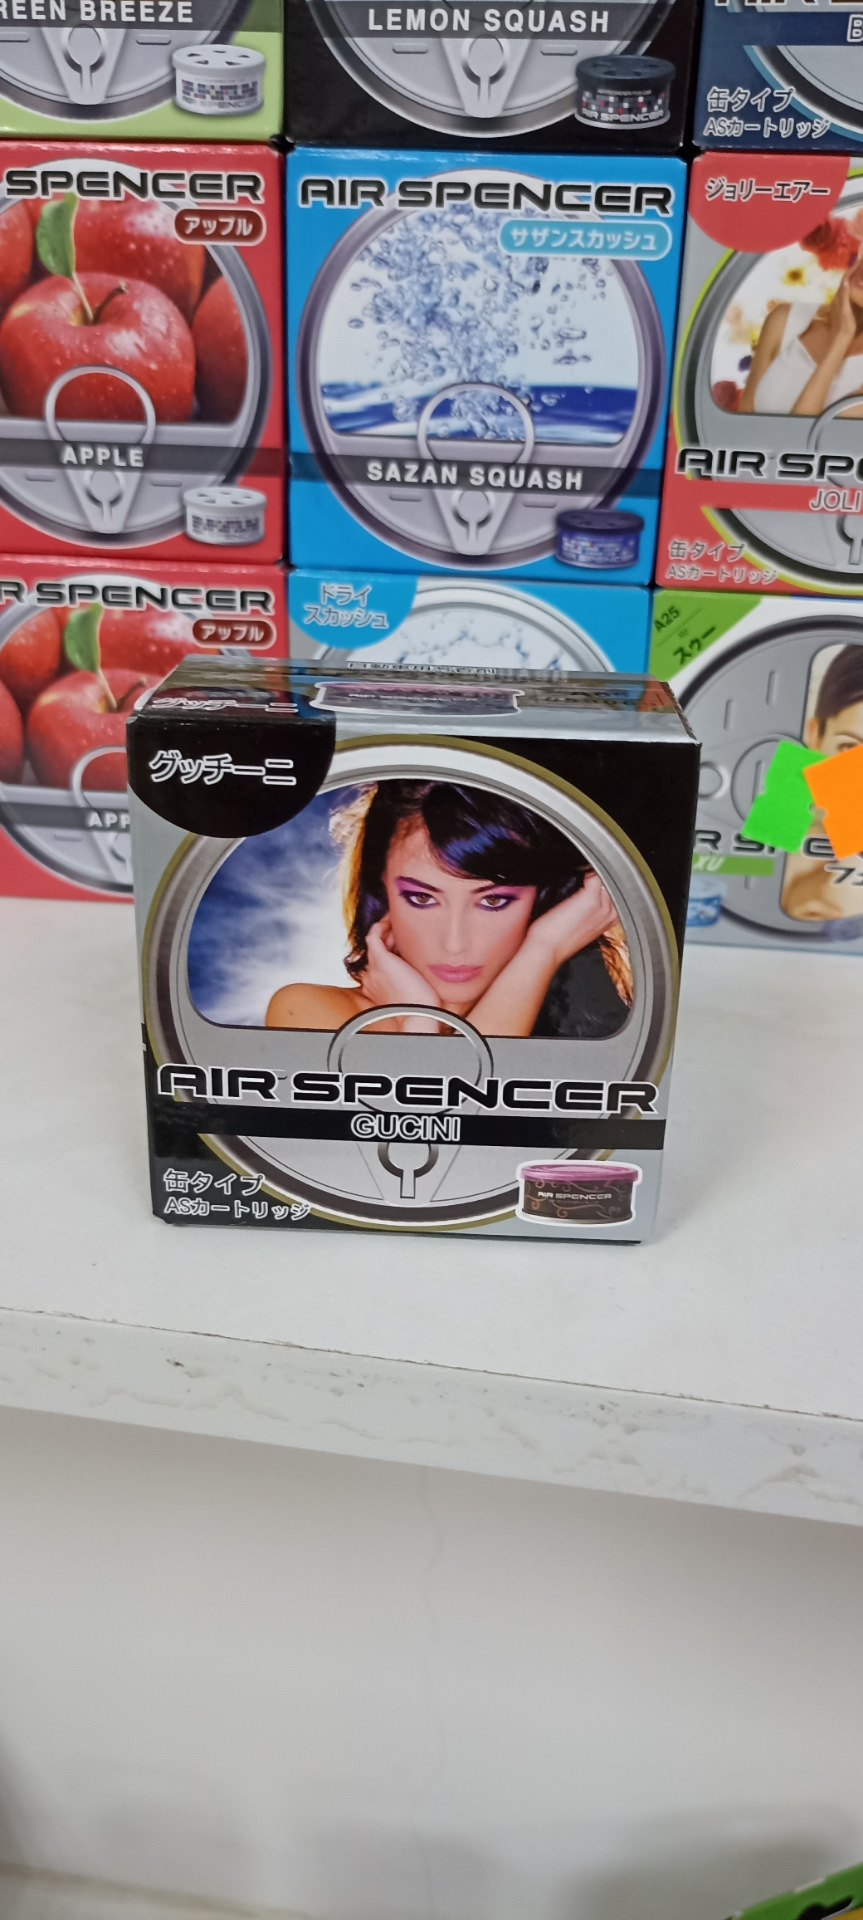 REEN BREEZE
AIR SPENCER
LEMON SQUASH
AIR SPENCER
缶タイプ
ASカートリッジ
SPENCER
アップル
APPLE
AIR SPENCER
サザンスカッシュ
SAZAN SQUASH
ジョリーエアー
AIR SPE
JOLI
缶タイプ
ASカートリッジ
R SPENCER
アップル
APP
ドライ
スカッシュ
A25
スゥー
グッチーニ
AIR SPENCER
GUCINI
缶タイプ
ASカートリッジ
AIR SPENCER